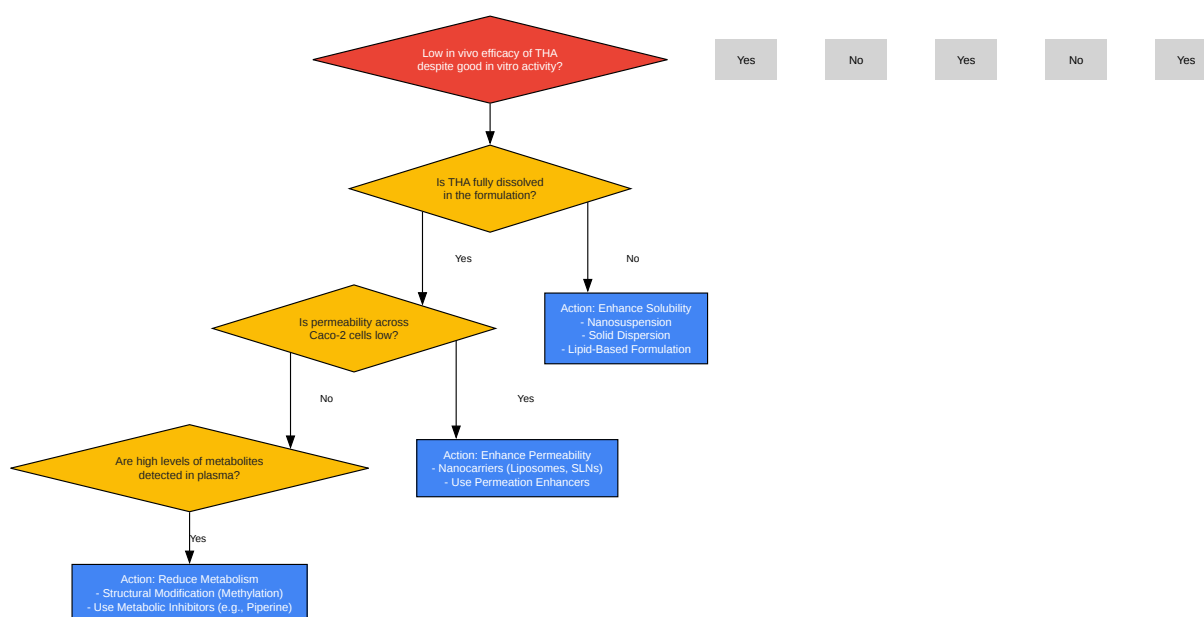 Low in vivo efficacy of THA
despite good in vitro activity?
Yes
No
Yes
No
Yes
Is THA fully dissolved
in the formulation?
Yes
No
Action: Enhance Solubility
- Nanosuspension
- Solid Dispersion
- Lipid-Based Formulation
Is permeability across
Caco-2 cells low?
No
Yes
Action: Enhance Permeability
- Nanocarriers (Liposomes, SLNs)
- Use Permeation Enhancers
Are high levels of metabolites
detected in plasma?
Yes
Action: Reduce Metabolism
- Structural Modification (Methylation)
- Use Metabolic Inhibitors (e.g., Piperine)